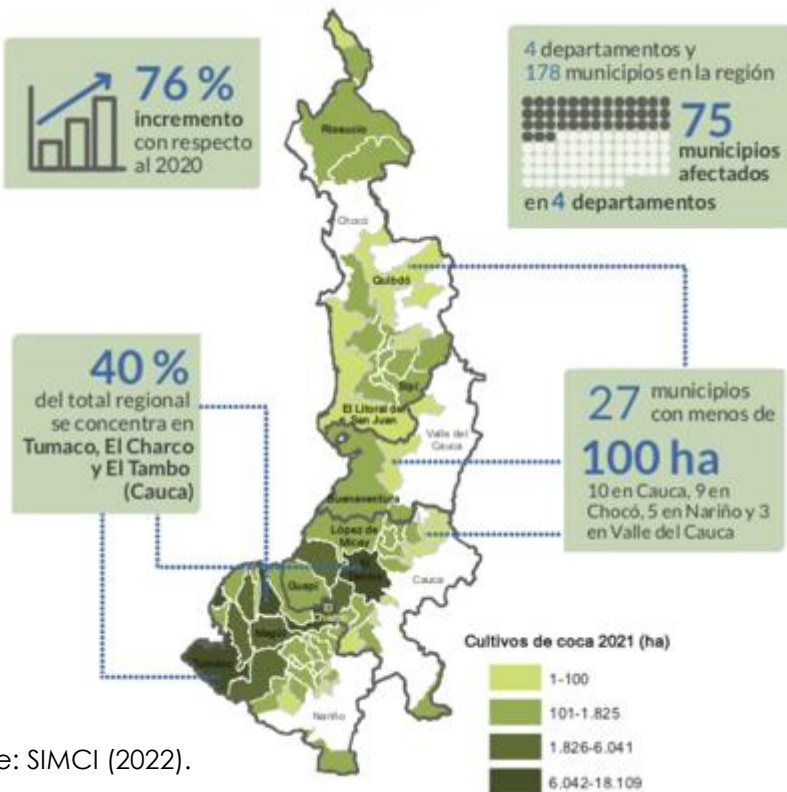 76 %
incremento
con respecto
al 2020
4 departamentos y
178 municipios en la región
75
municipios
afectados
en 4 departamentos
Riosucio
Chocó
Quibdó
Sipí
El Litoral del
San Juan
Valle del
Cauca
Buenaventura
López de
Micay
Guapi
Cauca
Nariño
40 %
del total regional
se concentra en
Tumaco, El Charco
y El Tambo
(Cauca)
27 municipios
con menos de
100 ha
10 en Cauca, 9 en
Chocó, 5 en Nariño y 3
en Valle del Cauca
Cultivos de coca 2021 (ha)
1-100
101-1.825
1.826-6.041
6.042-18.109
e: SIMCI (2022).